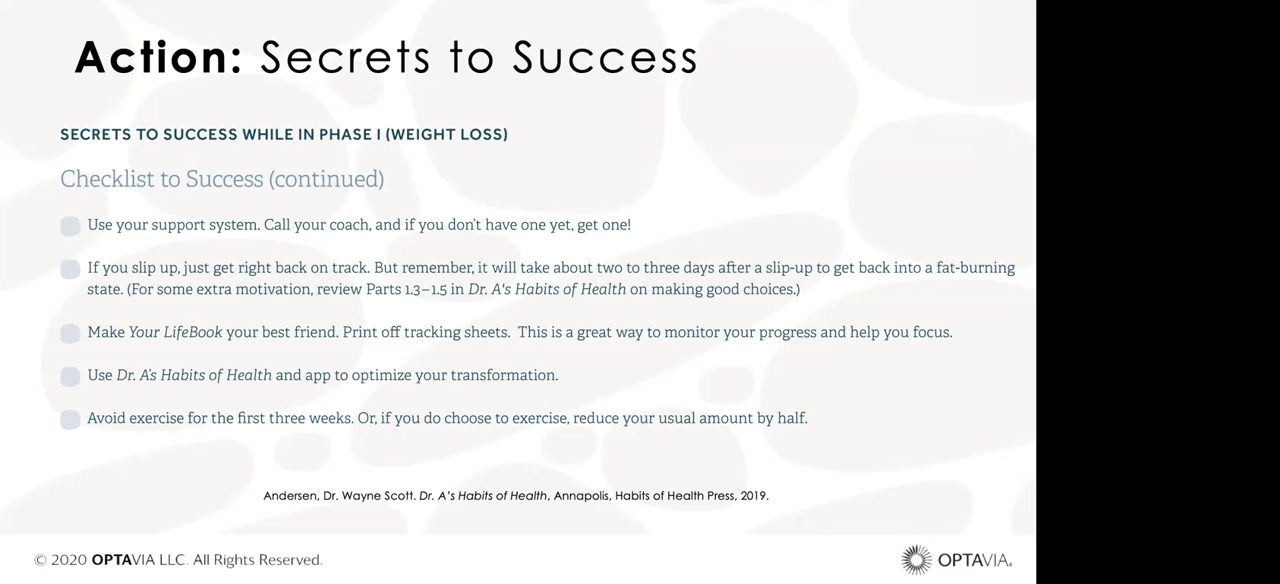 Action: Secrets to Success
SECRETS TO SUCCESS WHILE IN PHASE I (WEIGHT LOSS)
Checklist to Success (continued)
Use your support system. Call your coach, and if you don't have one yet, get one!
If you slip up, just get right back on track. But remember, it will take about two to three days after a slip-up to get back into a fat-burning
state. (For some extra motivation, review Parts 1.3–1.5 in Dr. A's Habits of Health on making good choices.)
Make Your LifeBook your best friend. Print off tracking sheets.  This is a great way to monitor your progress and help you focus.
Use Dr. A's Habits of Health and app to optimize your transformation.
Avoid exercise for the first three weeks. Or, if you do choose to exercise, reduce your usual amount by half.
Andersen, Dr. Wayne Scott. Dr. A's Habits of Health, Annapolis, Habits of Health Press, 2019.
© 2020 OPTAVIA LLC. All Rights Reserved.
OPTAVIA®